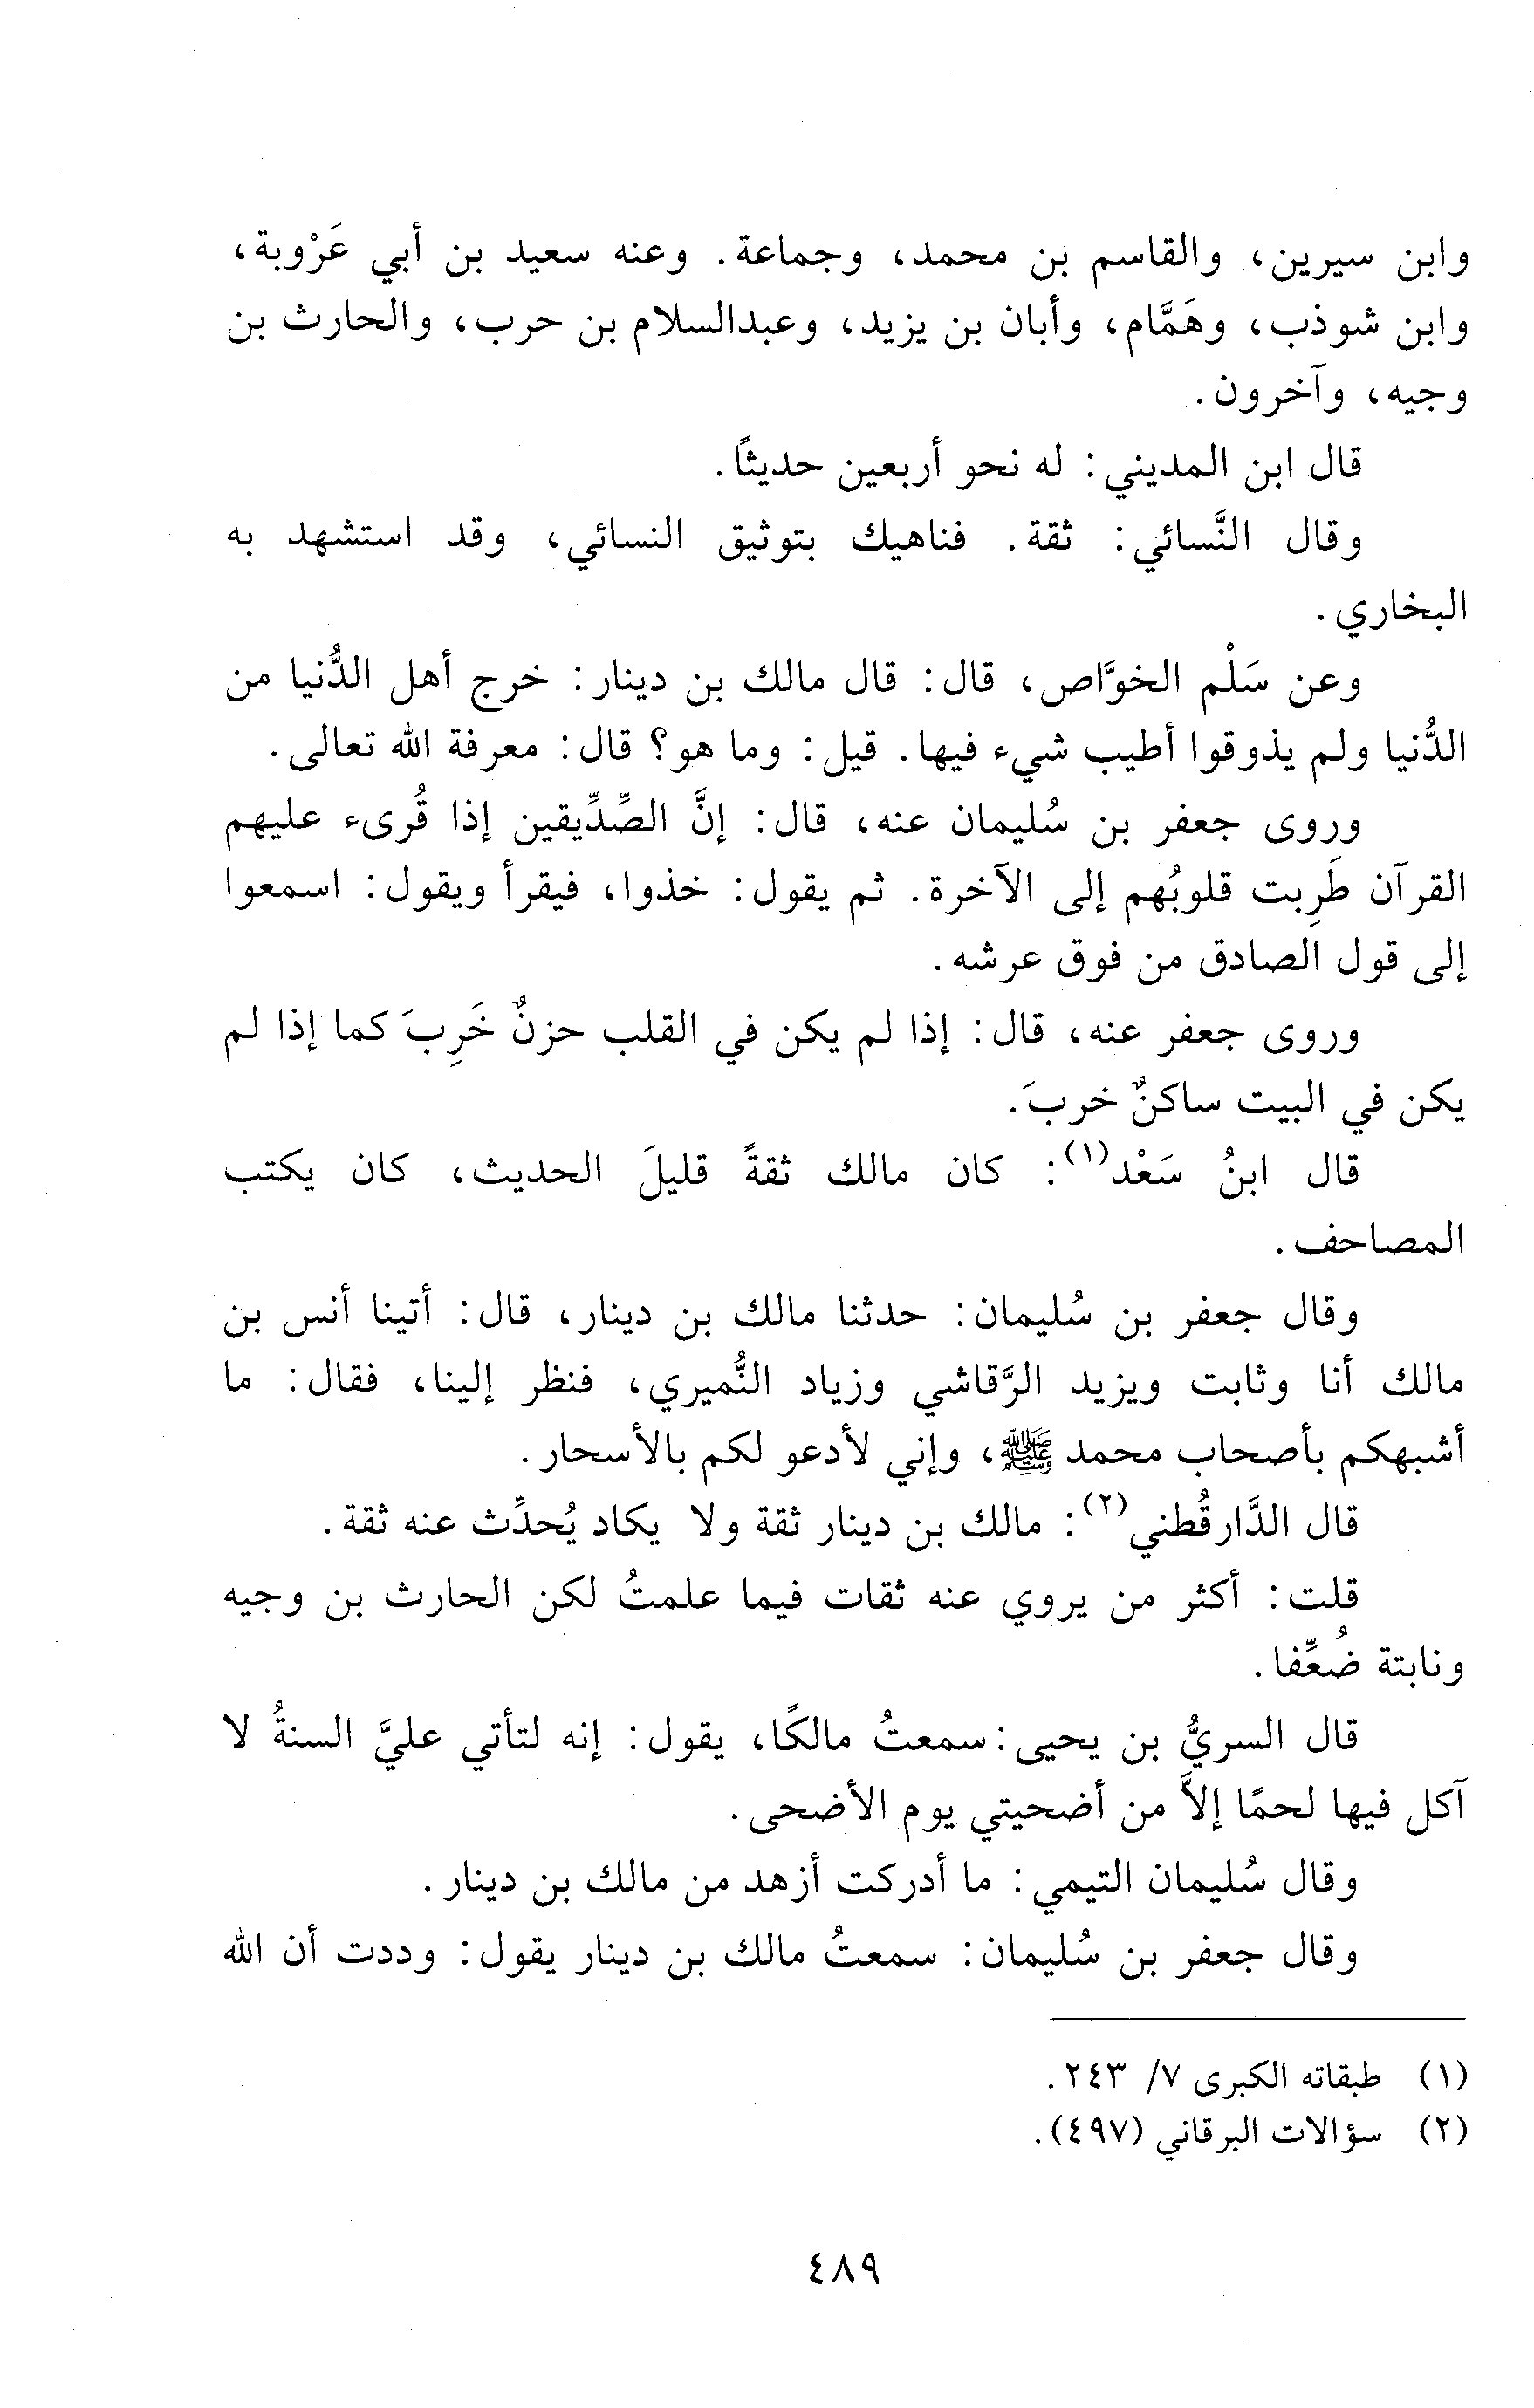 وابن سيرين، والقاسم بن محمد، وجماعة. وعنه سعيد بن أبي عَرْوبة،
وابن شوذب، وهَمَّام، وأبان بن يزيد، وعبدالسلام بن حرب، والحارث بن
وجيه، وآخرون.
قال ابن المديني: له نحو أربعين حديثاً.
وقال النَّسائي: ثقة. فناهيك بتوثيق النسائي، وقد استشهد به
البخاري.
وعن سَلْم الخوَّاص، قال: قال مالك بن دينار: خرج أهل الدُّنيا من
الدُّنيا ولم يذوقوا أطيب شيء فيها. قيل: وما هو؟ قال: معرفة الله تعالى.
وروى جعفر بن سُليمان عنه، قال: إنَّ الصِّدِّيقين إذا قُرىء عليهم
القرآن طَرِبت قلوبُهم إلى الآخرة. ثم يقول: خذوا، فيقرأ ويقول: اسمعوا
إلى قول الصادق من فوق عرشه.
وروى جعفر عنه، قال: إذا لم يكن في القلب حزنٌ خَرِبَ كما إذا لم
يكن في البيت ساكنٌ خربَ.
قال ابنُ سَعْد(١): كان مالك ثقةً قليلَ الحديث، كان يكتب
المصاحف.
وقال جعفر بن سُليمان: حدثنا مالك بن دينار، قال: أتينا أنس بن
مالك أنا وثابت ويزيد الرَّقاشي وزياد النُّميري، فنظر إلينا، فقال: ما
أشبهكم بأصحاب محمد ﷺ، وإني لأدعو لكم بالأسحار.
قال الدَّارقُطني(٢): مالك بن دينار ثقة ولا يكاد يُحدِّث عنه ثقة.
قلت: أكثر من يروي عنه ثقات فيما علمتُ لكن الحارث بن وجيه
ونابتة ضُعِّفا.
قال السريُّ بن يحيى: سمعتُ مالكًا، يقول: إنه لتأتي عليَّ السنةُ لا
آكل فيها لحمًا إلاَّ من أضحيتي يوم الأضحى.
وقال سُليمان التيمي: ما أدركت أزهد من مالك بن دينار.
وقال جعفر بن سُليمان: سمعتُ مالك بن دينار يقول: وددت أن الله
(١) طبقاته الكبرى ٧/ ٢٤٣.
(٢) سؤالات البرقاني (٤٩٧).
٤٨٩